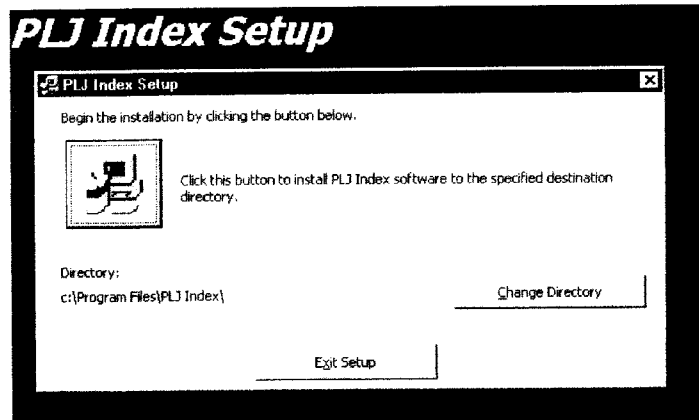 PLJ Index Setup
PLJ Index Setup
Begin the installation by clicking the button below.
Click this button to install PLJ Index software to the specified destination
directory.
Directory:
c:\Program Files\PLJ Index\
Change Directory
Exit Setup